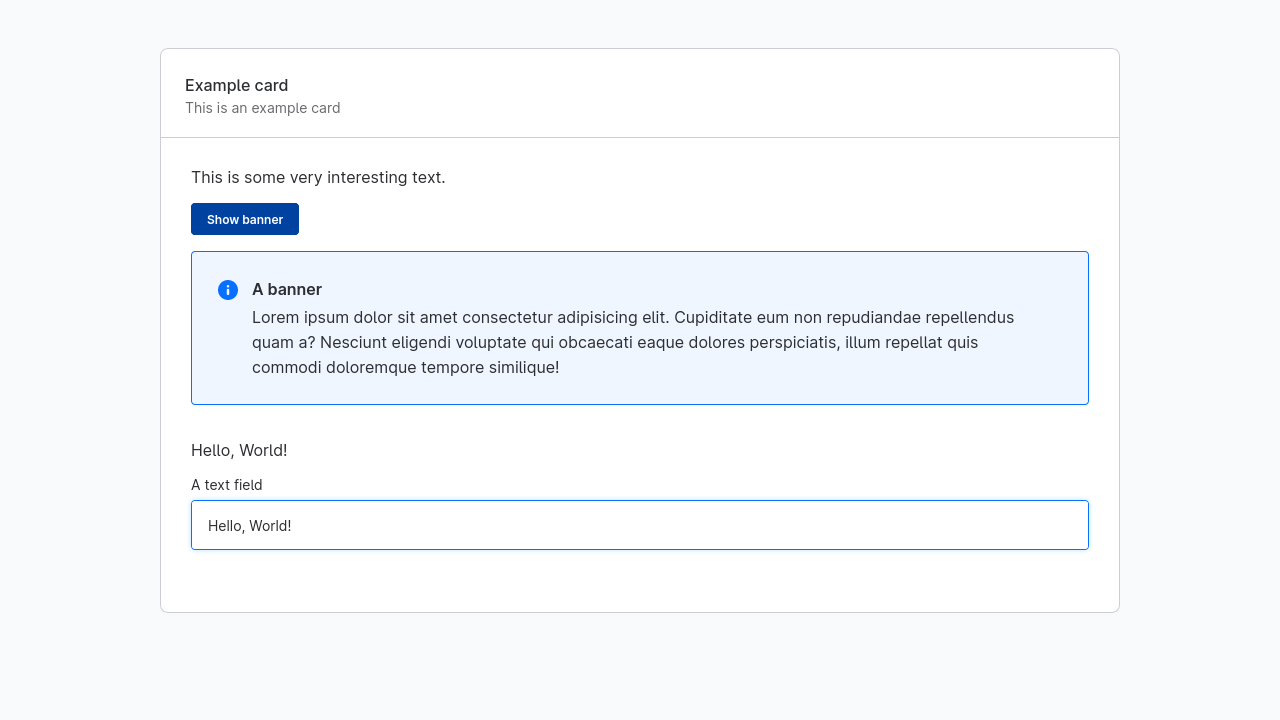 Example card
This is an example card
This is some very interesting text.
Show banner
A banner
Lorem ipsum dolor sit amet consectetur adipisicing elit. Cupiditate eum non repudiandae repellendus
quam a? Nesciunt eligendi voluptate qui obcaecati eaque dolores perspiciatis, illum repellat quis
commodi doloremque tempore similique!
Hello, World!
A text field
Hello, World!